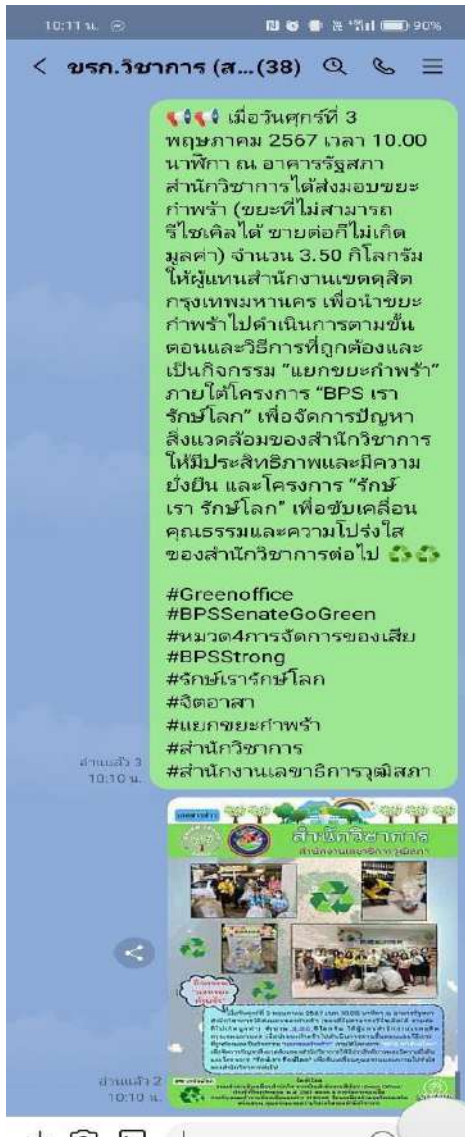 10:11 น.
90%
ขรก.วิชาการ (ส...(38)
เมื่อวันศุกร์ที่ 3
พฤษภาคม 2567 เวลา 10.00
นาฬิกา ณ อาคารรัฐสภา
สำนักวิชาการได้ส่งมอบขยะ
กำพร้า (ขยะที่ไม่สามารถ
รีไซเคิลได้ ขายต่อก็ไม่เกิด
มูลค่า) จำนวน 3.50 กิโลกรัม
ให้ผู้แทนสำนักงานเขตดุสิต
กรุงเทพมหานคร เพื่อนำขยะ
กำพร้าไปดำเนินการตามขั้น
ตอนและวิธีการที่ถูกต้องและ
เป็นกิจกรรม “แยกขยะกำพร้า”
ภายใต้โครงการ “BPS เรา
รักษ์โลก” เพื่อจัดการปัญหา
สิ่งแวดล้อมของสำนักวิชาการ
ให้มีประสิทธิภาพและมีความ
ยั่งยืน และโครงการ “รักษ์
เรา รักษ์โลก” เพื่อขับเคลื่อน
คุณธรรมและความโปร่งใส
ของสำนักวิชาการต่อไป
#Greenoffice
#BPSSenateGoGreen
#หมวด4การจัดการของเสีย
#BPSStrong
#รักษ์เรารักษ์โลก
#จิตอาสา
#แยกขยะกำพร้า
#สำนักวิชาการ
#สำนักงานเลขาธิการวุฒิสภา
อ่านแล้ว 3
10:10 น.
สำนักวิชาการ
สำนักงานเลขาธิการวุฒิสภา
อ่านแล้ว 2
10:10 น.